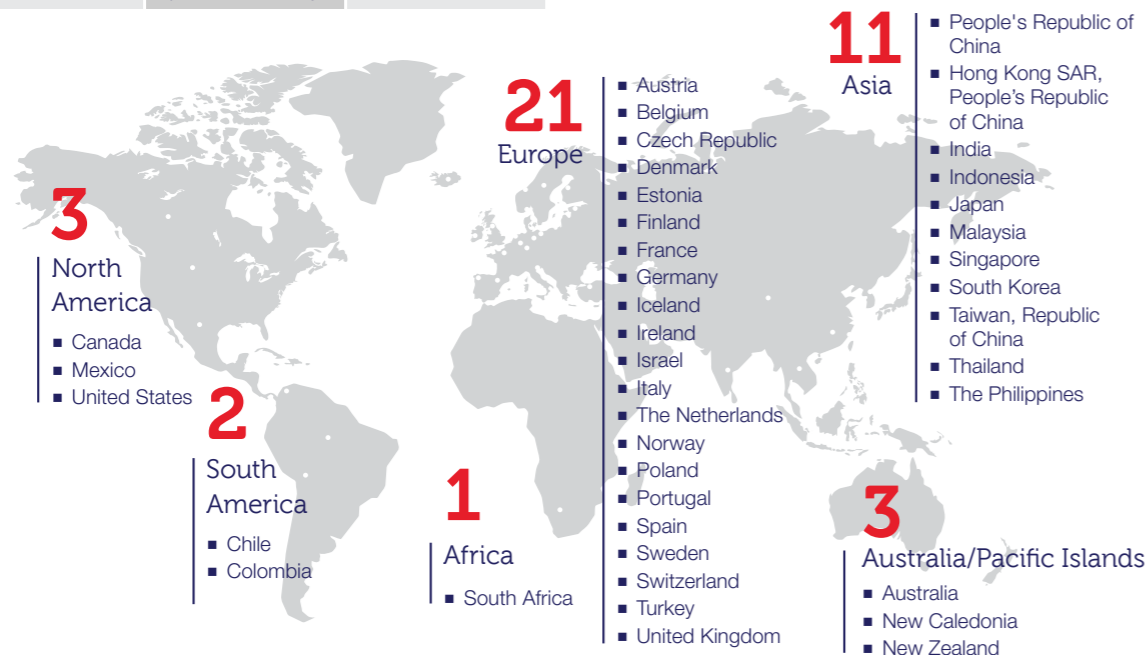 3
North
America
■ Canada
■ Mexico
■ United States
2
South
America
■ Chile
■ Colombia
1
Africa
■ South Africa
21
Europe
■ Austria
■ Belgium
■ Czech Republic
■ Denmark
■ Estonia
■ Finland
■ France
■ Germany
■ Iceland
■ Ireland
■ Israel
■ Italy
■ The Netherlands
■ Norway
■ Poland
■ Portugal
■ Spain
■ Sweden
■ Switzerland
■ Turkey
■ United Kingdom
11
Asia
■ People's Republic of
China
■ Hong Kong SAR,
People’s Republic
of China
■ India
■ Indonesia
■ Japan
■ Malaysia
■ Singapore
■ South Korea
■ Taiwan, Republic
of China
■ Thailand
■ The Philippines
3
Australia/Pacific Islands
■ Australia
■ New Caledonia
■ New Zealand